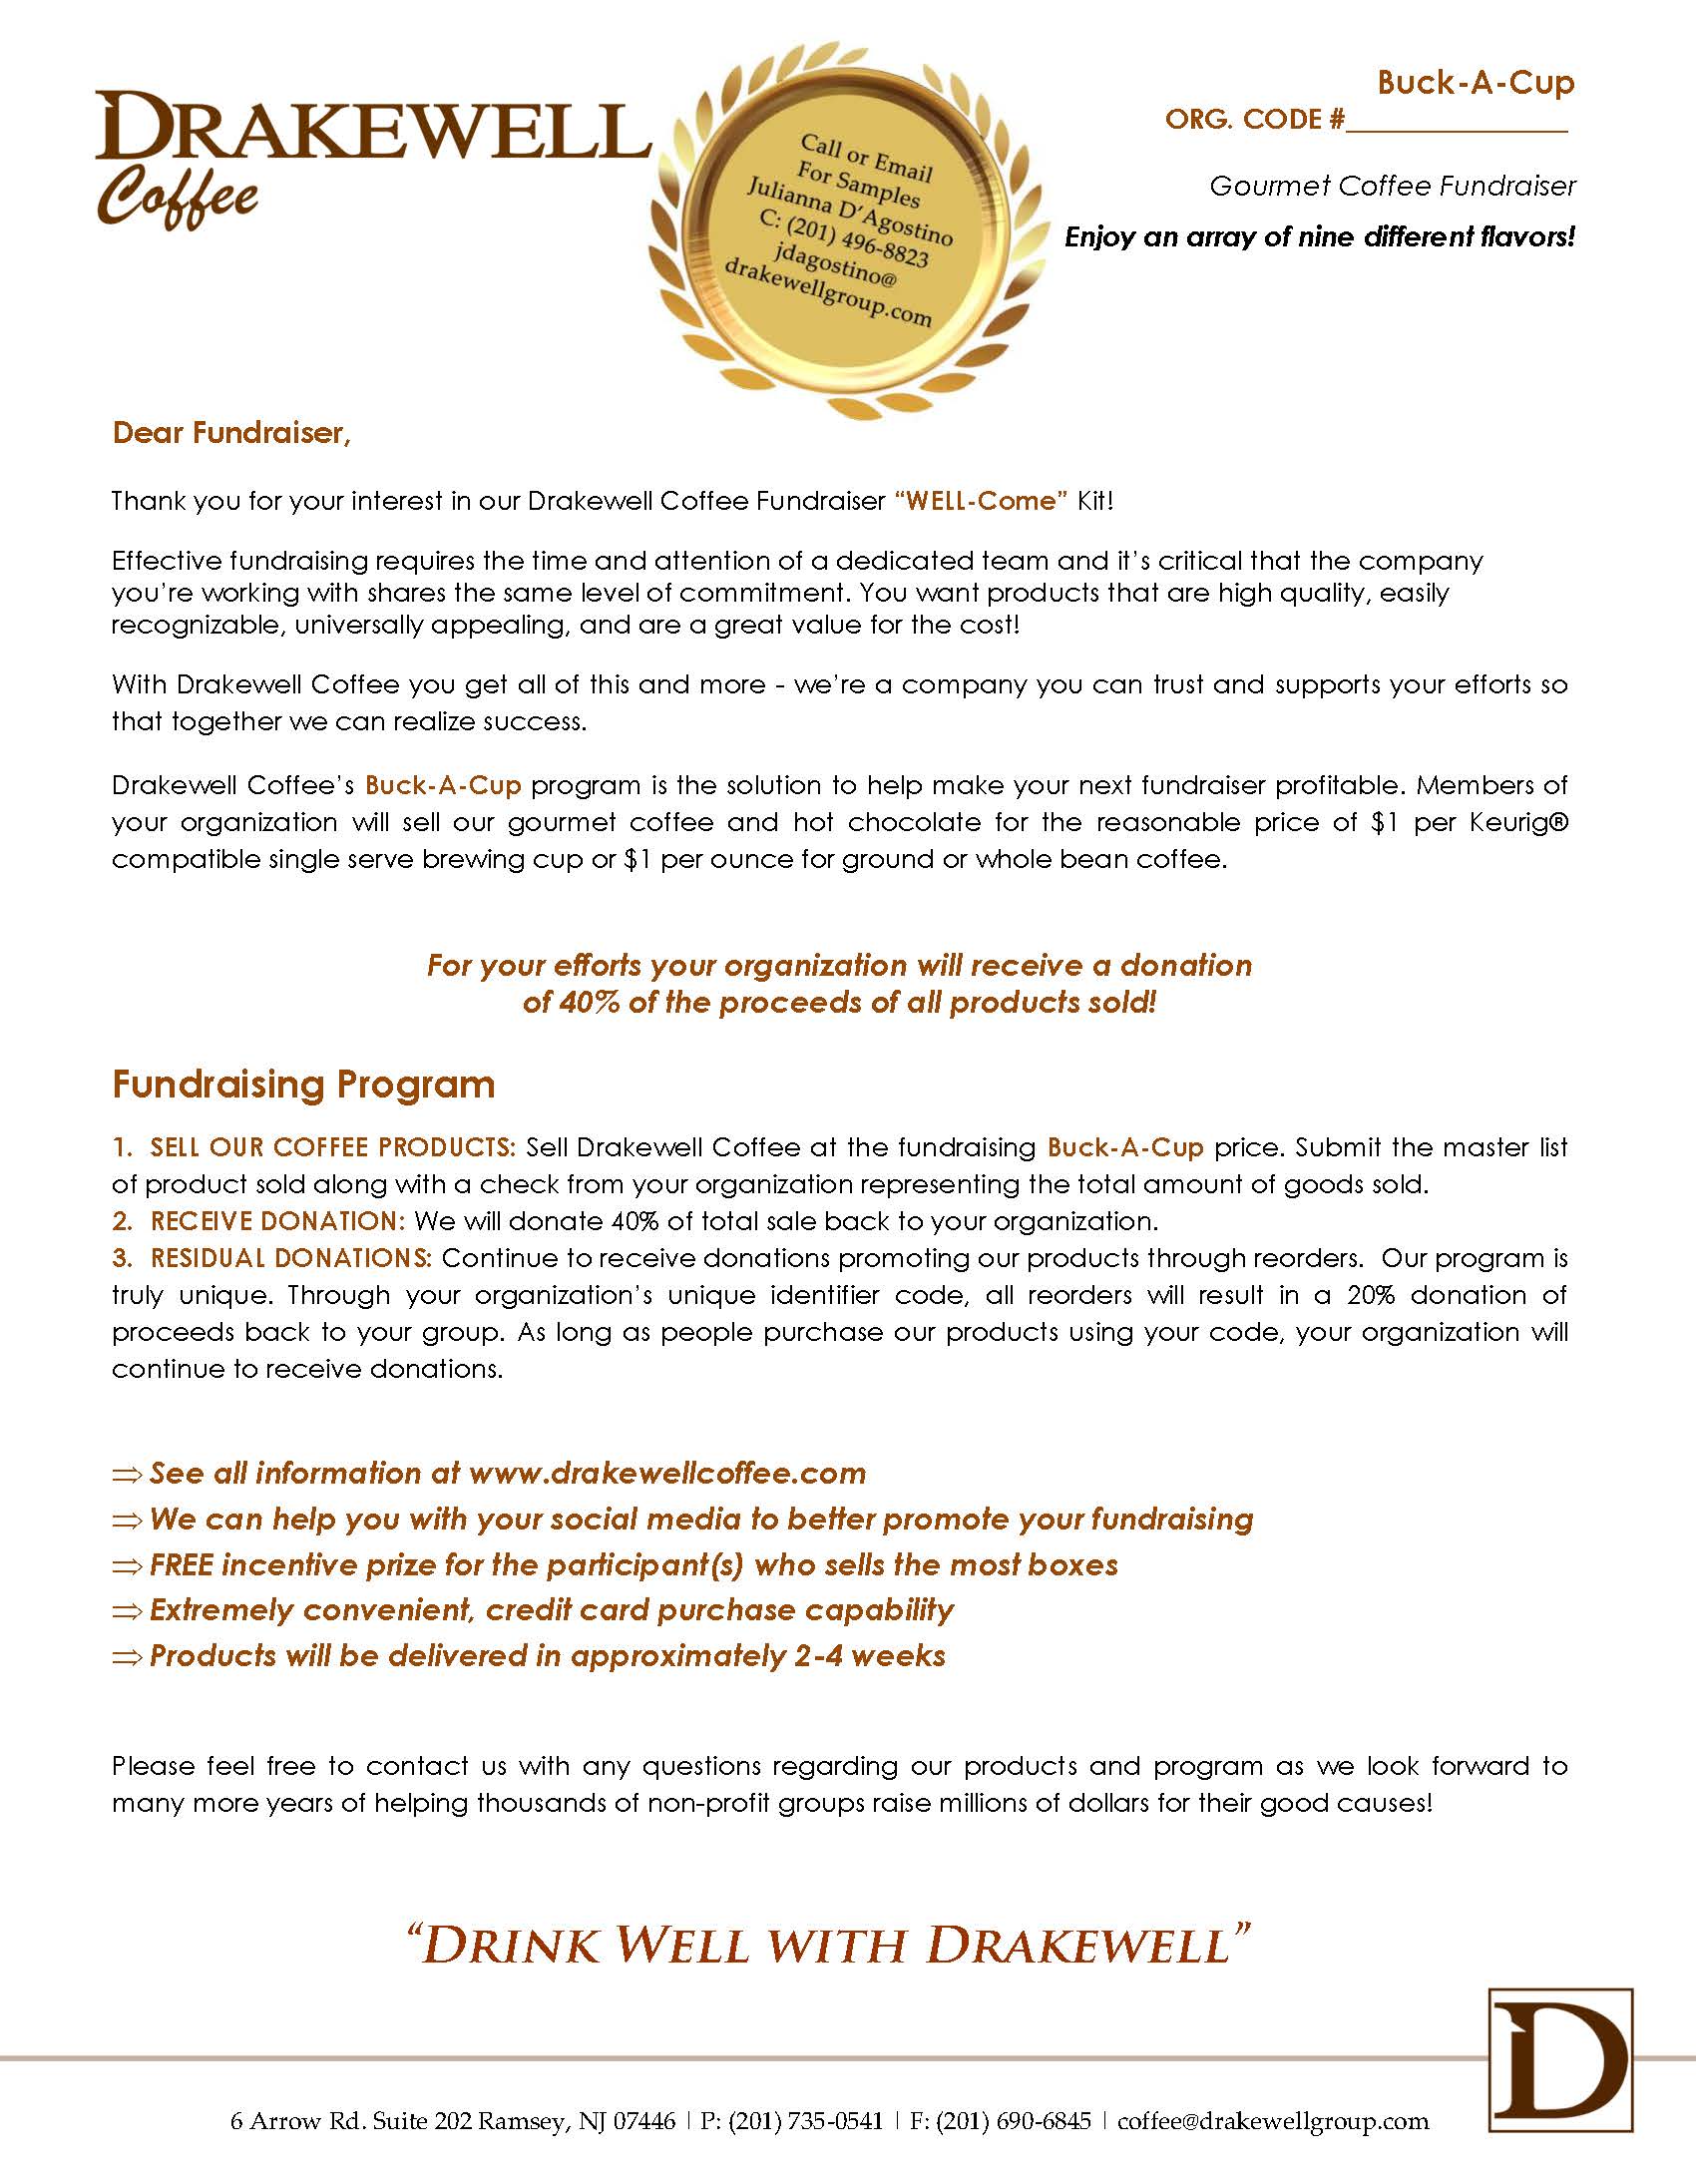 DRAKEWELL
Coffee
Call or Email
For Samples
Julianna D’Agostino
C: (201) 496-8823
jdagostino@
drakewellgroup.com
Buck-A-Cup
ORG. CODE #_______________
Gourmet Coffee Fundraiser
Enjoy an array of nine different flavors!
Dear Fundraiser,
Thank you for your interest in our Drakewell Coffee Fundraiser “WELL-Come” Kit!
Effective fundraising requires the time and attention of a dedicated team and it’s critical that the company
you’re working with shares the same level of commitment. You want products that are high quality, easily
recognizable, universally appealing, and are a great value for the cost!
With Drakewell Coffee you get all of this and more - we’re a company you can trust and supports your efforts so
that together we can realize success.
Drakewell Coffee’s Buck-A-Cup program is the solution to help make your next fundraiser profitable. Members of
your organization will sell our gourmet coffee and hot chocolate for the reasonable price of $1 per Keurig®
compatible single serve brewing cup or $1 per ounce for ground or whole bean coffee.
For your efforts your organization will receive a donation
of 40% of the proceeds of all products sold!
Fundraising Program
1. SELL OUR COFFEE PRODUCTS: Sell Drakewell Coffee at the fundraising Buck-A-Cup price. Submit the master list
of product sold along with a check from your organization representing the total amount of goods sold.
2. RECEIVE DONATION: We will donate 40% of total sale back to your organization.
3. RESIDUAL DONATIONS: Continue to receive donations promoting our products through reorders. Our program is
truly unique. Through your organization’s unique identifier code, all reorders will result in a 20% donation of
proceeds back to your group. As long as people purchase our products using your code, your organization will
continue to receive donations.
⇒ See all information at www.drakewellcoffee.com
⇒ We can help you with your social media to better promote your fundraising
⇒ FREE incentive prize for the participant(s) who sells the most boxes
⇒ Extremely convenient, credit card purchase capability
⇒ Products will be delivered in approximately 2-4 weeks
Please feel free to contact us with any questions regarding our products and program as we look forward to
many more years of helping thousands of non-profit groups raise millions of dollars for their good causes!
“DRINK WELL WITH DRAKEWELL”
D
6 Arrow Rd. Suite 202 Ramsey, NJ 07446 | P: (201) 735-0541 | F: (201) 690-6845 | coffee@drakewellgroup.com